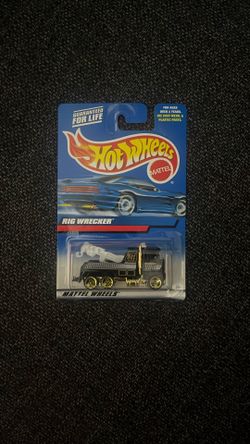 GUARANTEED
FOR LIFE
HOT WHEELS
MATTEL
RIG WRECKER
MATTEL WHEELS